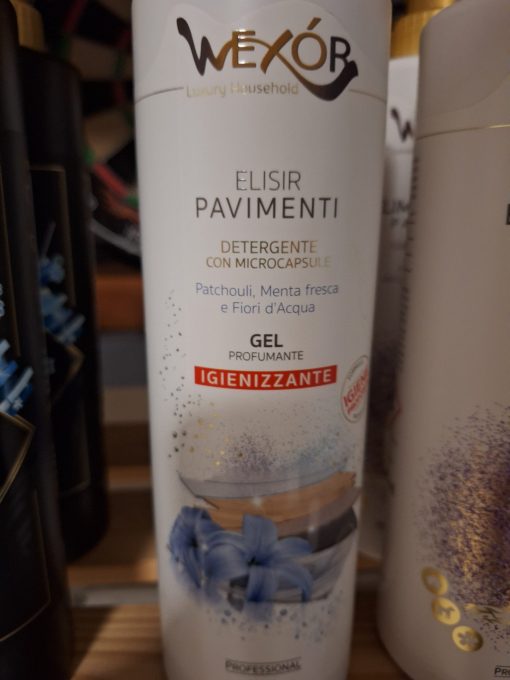 WEXÓR
Luxury Household
ELISIR
PAVIMENTI
DETERGENTE
CON MICROCAPSULE
Patchouli, Menta fresca
e Fiori d'Acqua
GEL
PROFUMANTE
IGIENIZZANTE
PROFESSIONAL